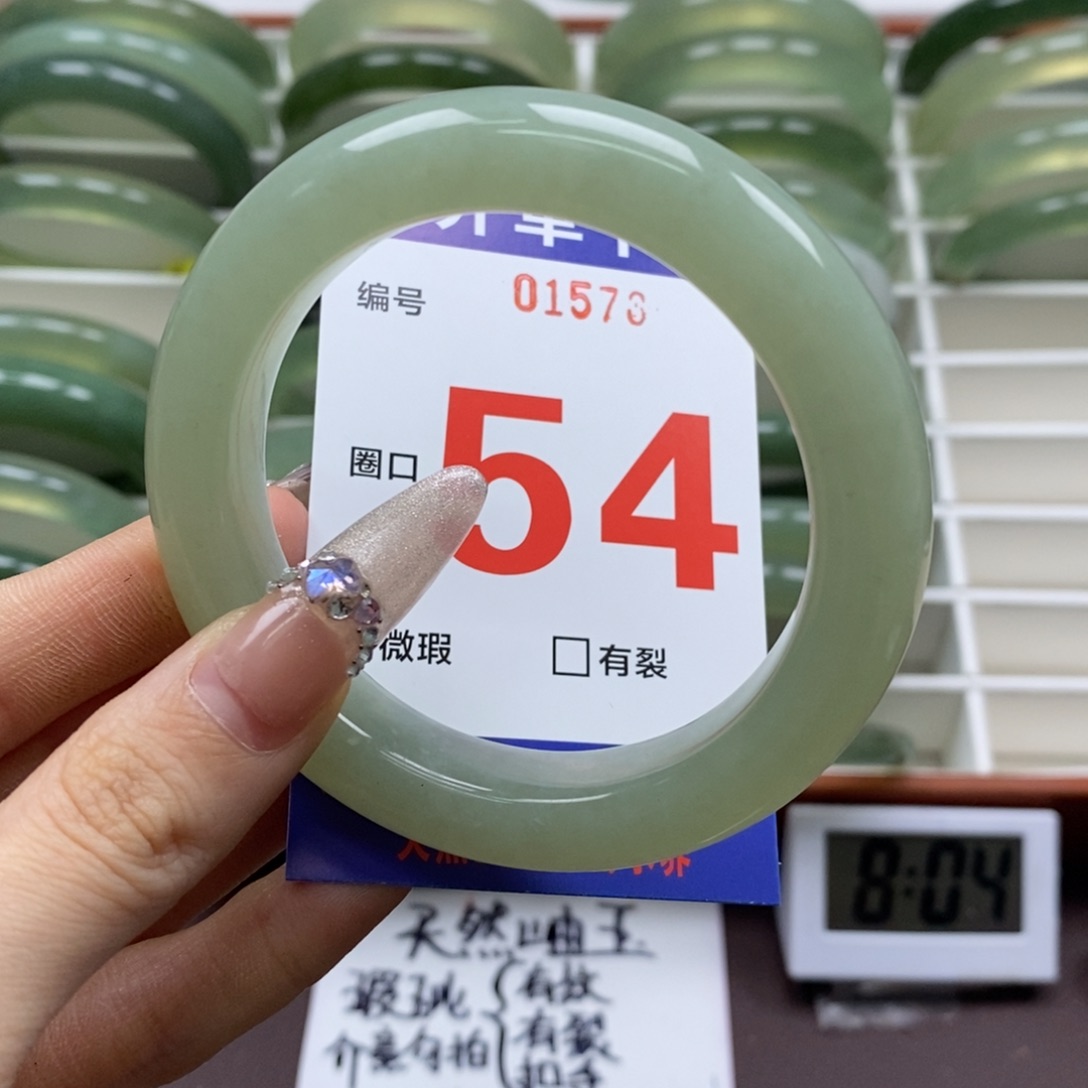 编号 01573
圈口 54
微瑕 □有裂
8:04
天然岫玉
瑕玼 有纹
介意勿拍 有裂